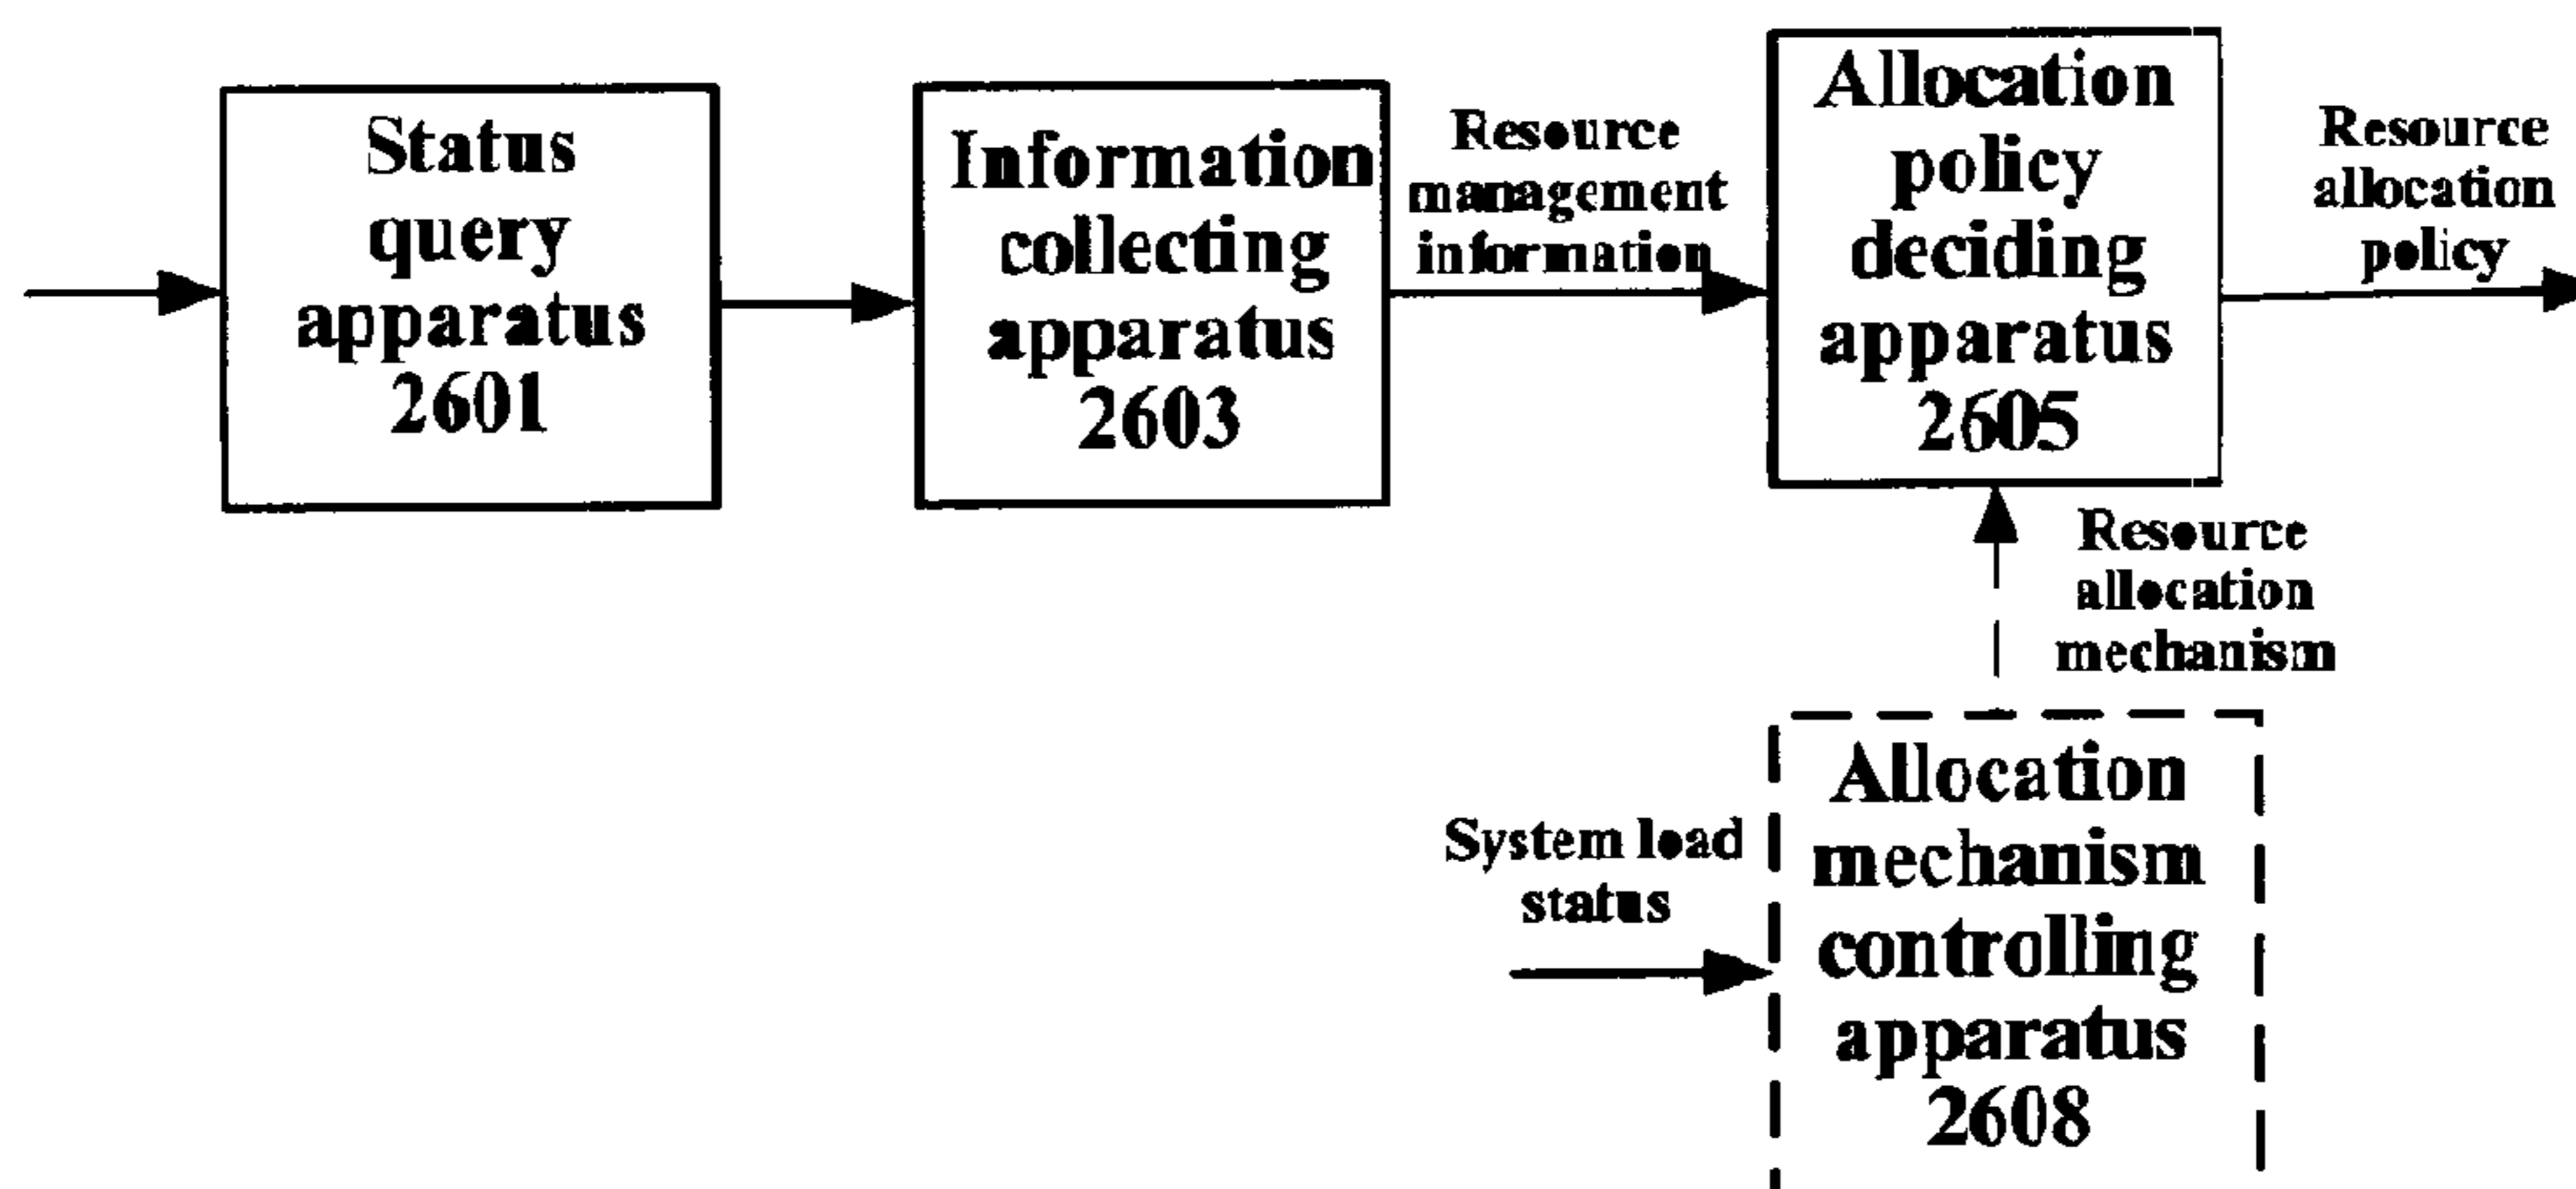 Status
query
apparatus
2601
Information
collecting
apparatus
2603
Resource
management
information
Allocation
policy
deciding
apparatus
2605
Resource
allocation
policy
Resource
allocation
mechanism
System load
status
Allocation
mechanism
controlling
apparatus
2608